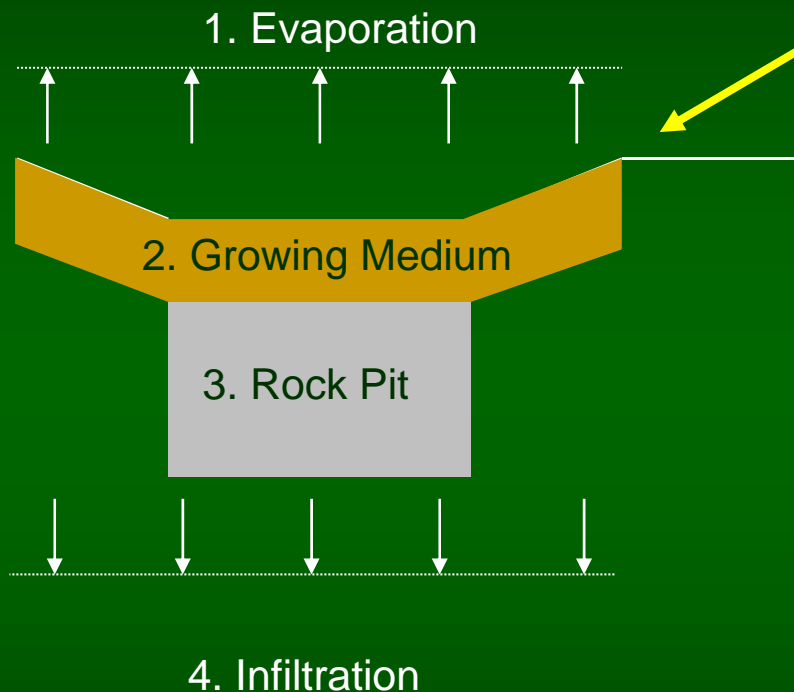 1. Evaporation
2. Growing Medium
3. Rock Pit
4. Infiltration